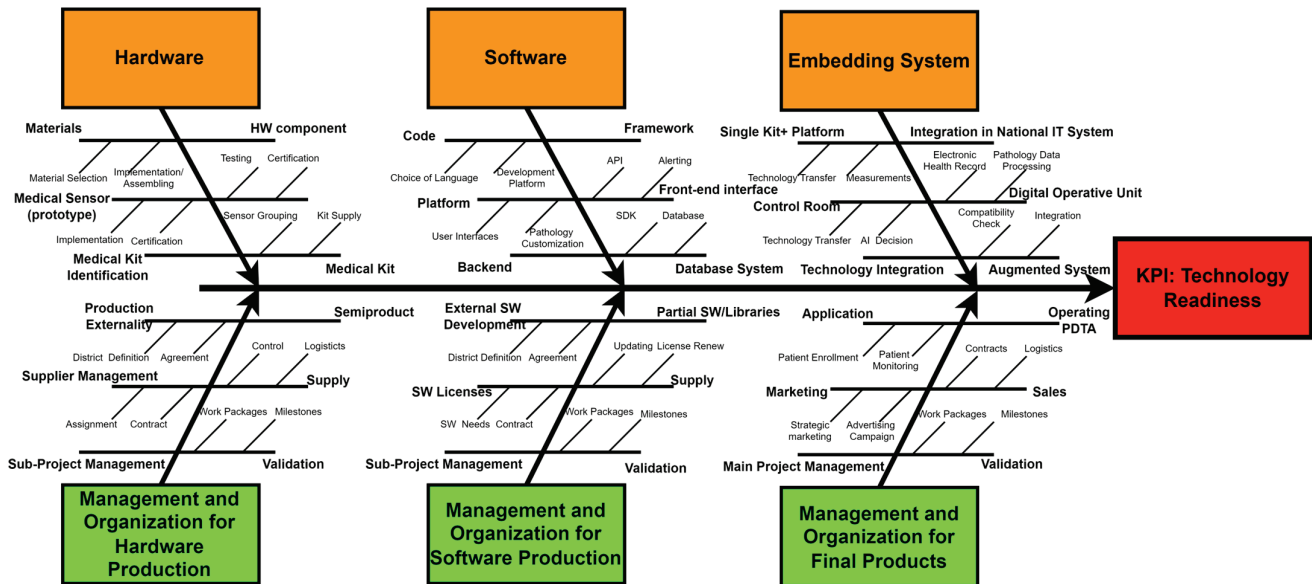 Hardware
Software
Embedding System
Materials
HW component
Code
Framework
Single Kit+ Platform
Integration in National IT System
Testing
Certification
API
Alerting
Electronic
Health Record
Pathology Data
Processing
Material Selection
Implementation/
Assembling
Choice of Language
Development
Platform
Technology Transfer
Measurements
Medical Sensor
(prototype)
Platform
Front-end interface
Control Room
Digital Operative Unit
Sensor Grouping
Kit Supply
SDK
Database
Compatibility
Check
Integration
Implementation
Certification
User Interfaces
Pathology
Customization
Technology Transfer
AI Decision
Medical Kit
Identification
Medical Kit
Backend
Database System
Technology Integration
Augmented System
KPI: Technology
Readiness
Production
Externality
Semiproduct
External SW
Development
Partial SW/Libraries
Application
Operating
PDTA
District Definition
Agreement
Control
Logisticts
District Definition
Agreement
Updating
License Renew
Patient Enrollment
Patient
Monitoring
Contracts
Logistics
Supplier Management
Supply
SW Licenses
Supply
Marketing
Sales
Assignment
Contract
Work Packages
Milestones
SW Needs
Contract
Work Packages
Milestones
Strategic
marketing
Advertising
Campaign
Work Packages
Milestones
Sub-Project Management
Validation
Sub-Project Management
Validation
Main Project Management
Validation
Management and
Organization for
Hardware
Production
Management and
Organization for
Software Production
Management and
Organization for
Final Products